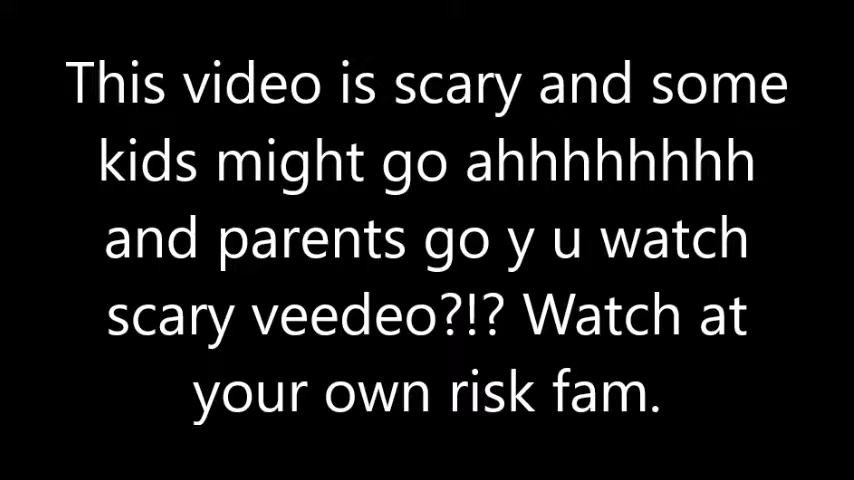 This video is scary and some
kids might go ahhhhhhhh
and parents go y u watch
scary veedeo?!? Watch at
your own risk fam.